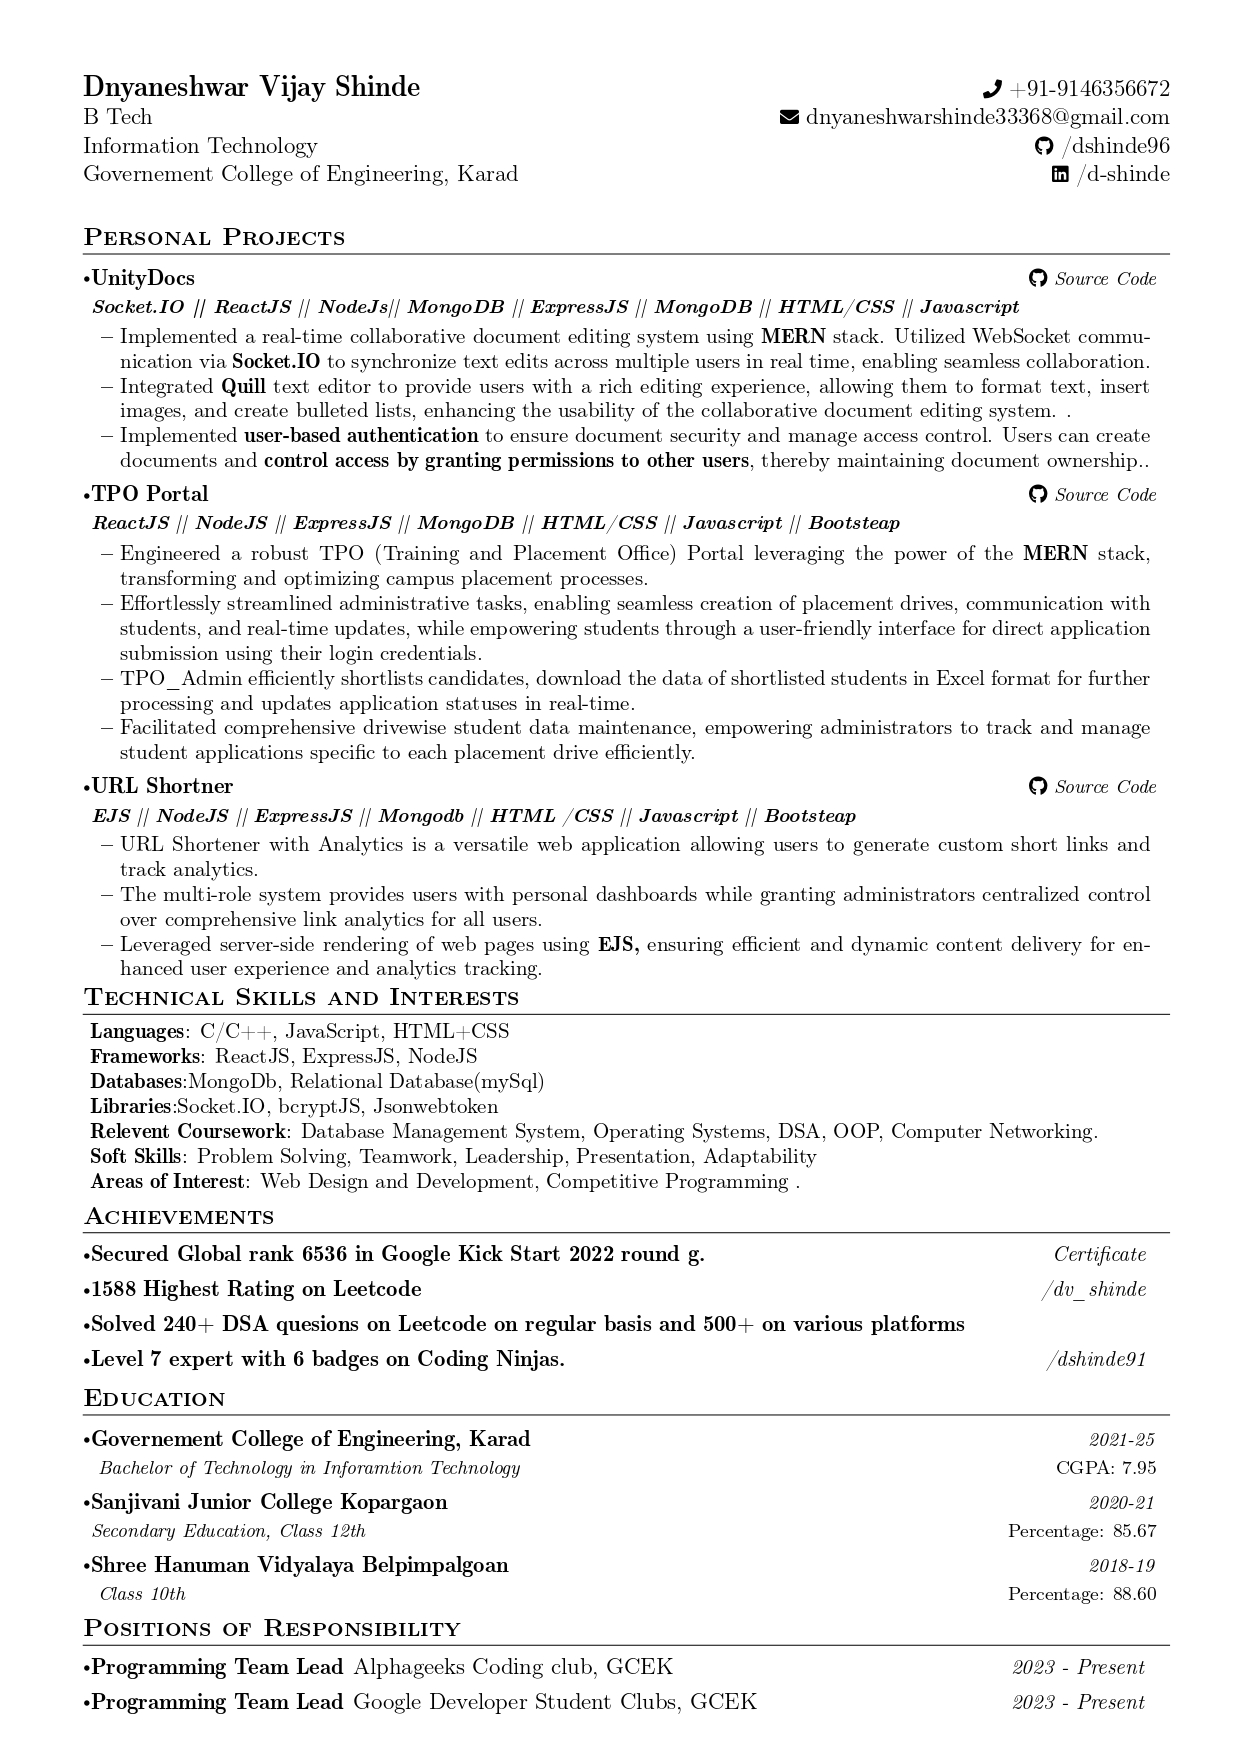 Dnyaneshwar Vijay Shinde
+91-9146356672
B Tech
dnyaneshwarshinde33368@gmail.com
Information Technology
/dshinde96
Governement College of Engineering, Karad
/d-shinde
Personal Projects
•UnityDocs
Source Code
Socket.IO || ReactJS || NodeJs|| MongoDB || ExpressJS || MongoDB || HTML/CSS || Javascript
– Implemented a real-time collaborative document editing system using MERN stack. Utilized WebSocket commu-
nication via Socket.IO to synchronize text edits across multiple users in real time, enabling seamless collaboration.
– Integrated Quill text editor to provide users with a rich editing experience, allowing them to format text, insert
images, and create bulleted lists, enhancing the usability of the collaborative document editing system. .
– Implemented user-based authentication to ensure document security and manage access control. Users can create
documents and control access by granting permissions to other users, thereby maintaining document ownership..
•TPO Portal
Source Code
ReactJS || NodeJS || ExpressJS || MongoDB || HTML/CSS || Javascript || Bootsteap
– Engineered a robust TPO (Training and Placement Office) Portal leveraging the power of the MERN stack,
transforming and optimizing campus placement processes.
– Effortlessly streamlined administrative tasks, enabling seamless creation of placement drives, communication with
students, and real-time updates, while empowering students through a user-friendly interface for direct application
submission using their login credentials.
– TPO_Admin efficiently shortlists candidates, download the data of shortlisted students in Excel format for further
processing and updates application statuses in real-time.
– Facilitated comprehensive drivewise student data maintenance, empowering administrators to track and manage
student applications specific to each placement drive efficiently.
•URL Shortner
Source Code
EJS || NodeJS || ExpressJS || Mongodb || HTML /CSS || Javascript || Bootsteap
– URL Shortener with Analytics is a versatile web application allowing users to generate custom short links and
track analytics.
– The multi-role system provides users with personal dashboards while granting administrators centralized control
over comprehensive link analytics for all users.
– Leveraged server-side rendering of web pages using EJS, ensuring efficient and dynamic content delivery for en-
hanced user experience and analytics tracking.
Technical Skills and Interests
Languages: C/C++, JavaScript, HTML+CSS
Frameworks: ReactJS, ExpressJS, NodeJS
Databases:MongoDb, Relational Database(mySql)
Libraries:Socket.IO, bcryptJS, Jsonwebtoken
Relevent Coursework: Database Management System, Operating Systems, DSA, OOP, Computer Networking.
Soft Skills: Problem Solving, Teamwork, Leadership, Presentation, Adaptability
Areas of Interest: Web Design and Development, Competitive Programming .
Achievements
•Secured Global rank 6536 in Google Kick Start 2022 round g.
Certificate
•1588 Highest Rating on Leetcode
/dv_shinde
•Solved 240+ DSA quesions on Leetcode on regular basis and 500+ on various platforms
•Level 7 expert with 6 badges on Coding Ninjas.
/dshinde91
Education
•Governement College of Engineering, Karad
2021-25
Bachelor of Technology in Inforamtion Technology
CGPA: 7.95
•Sanjivani Junior College Kopargaon
2020-21
Secondary Education, Class 12th
Percentage: 85.67
•Shree Hanuman Vidyalaya Belpimpalgoan
2018-19
Class 10th
Percentage: 88.60
Positions of Responsibility
•Programming Team Lead Alphageeks Coding club, GCEK
2023 - Present
•Programming Team Lead Google Developer Student Clubs, GCEK
2023 - Present